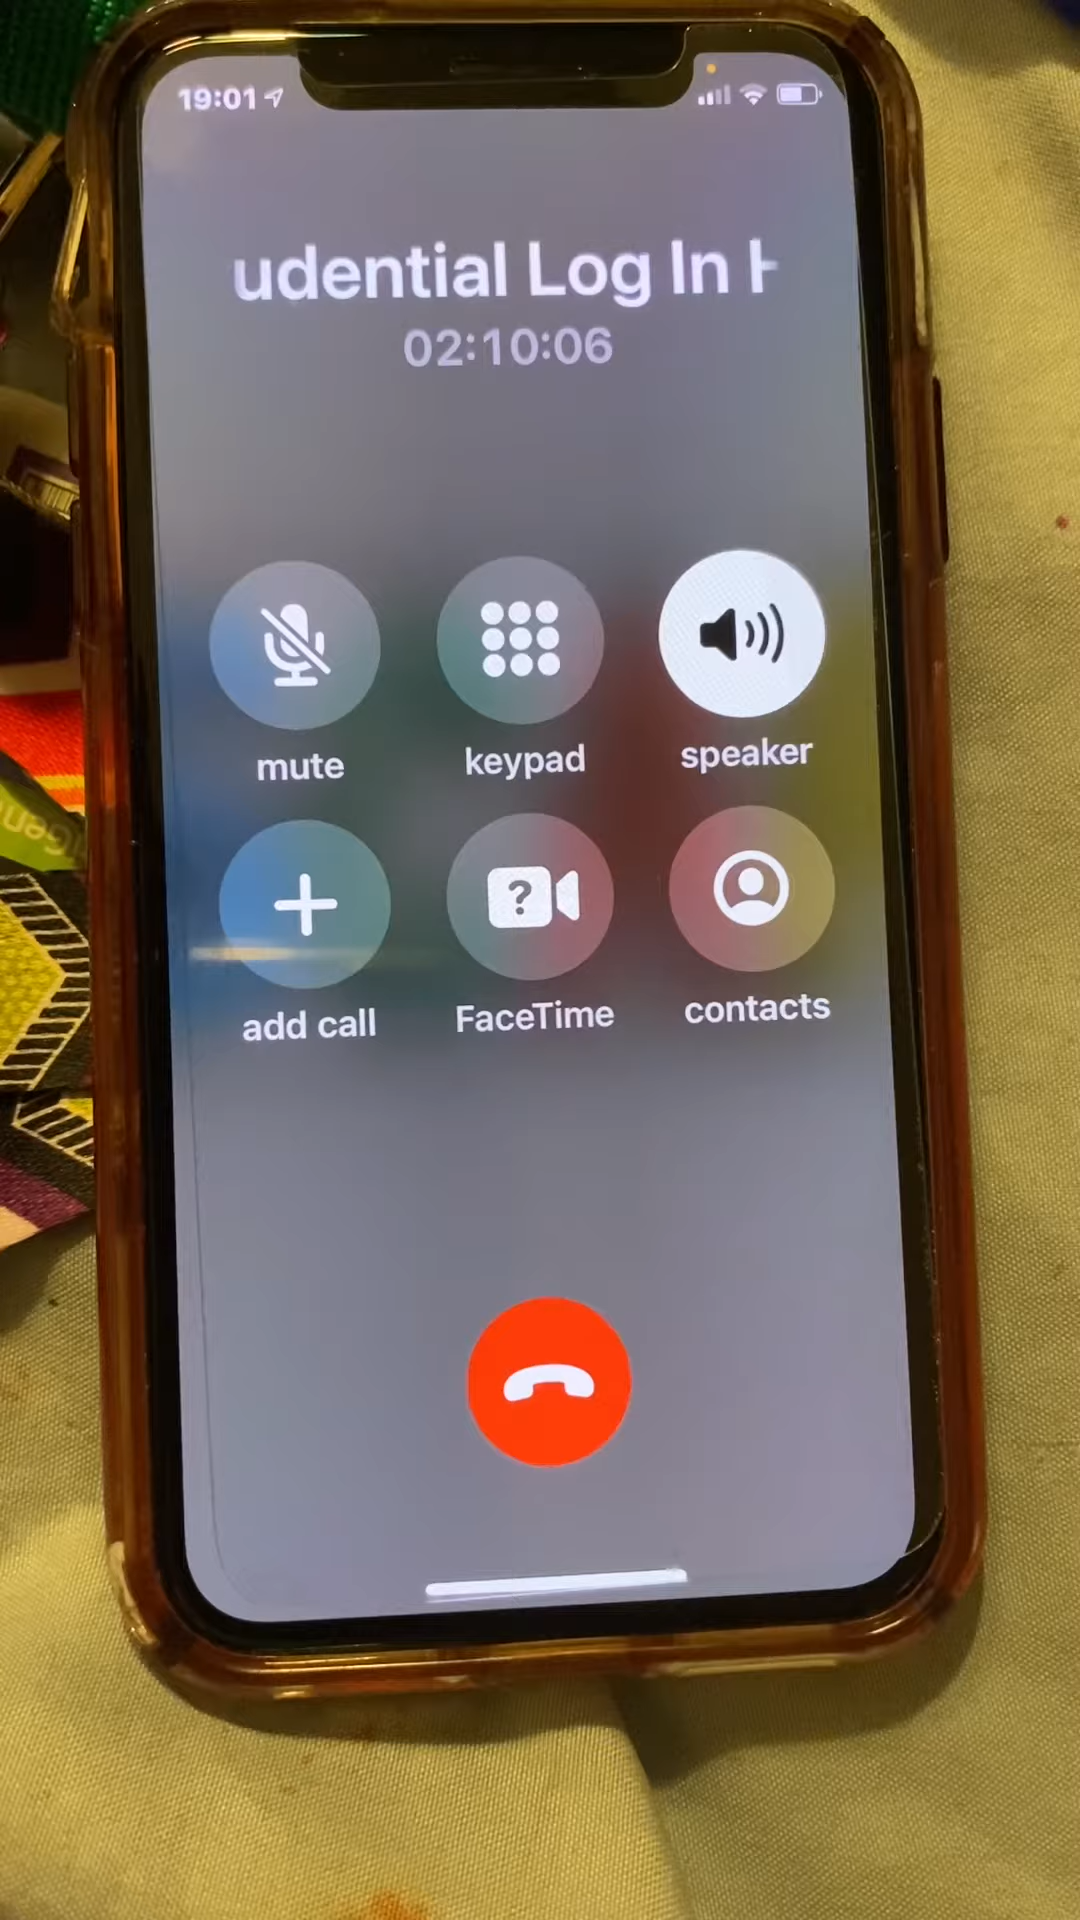 19:01
udential Log In H
02:10:06
mute
keypad
speaker
add call
?
FaceTime
contacts